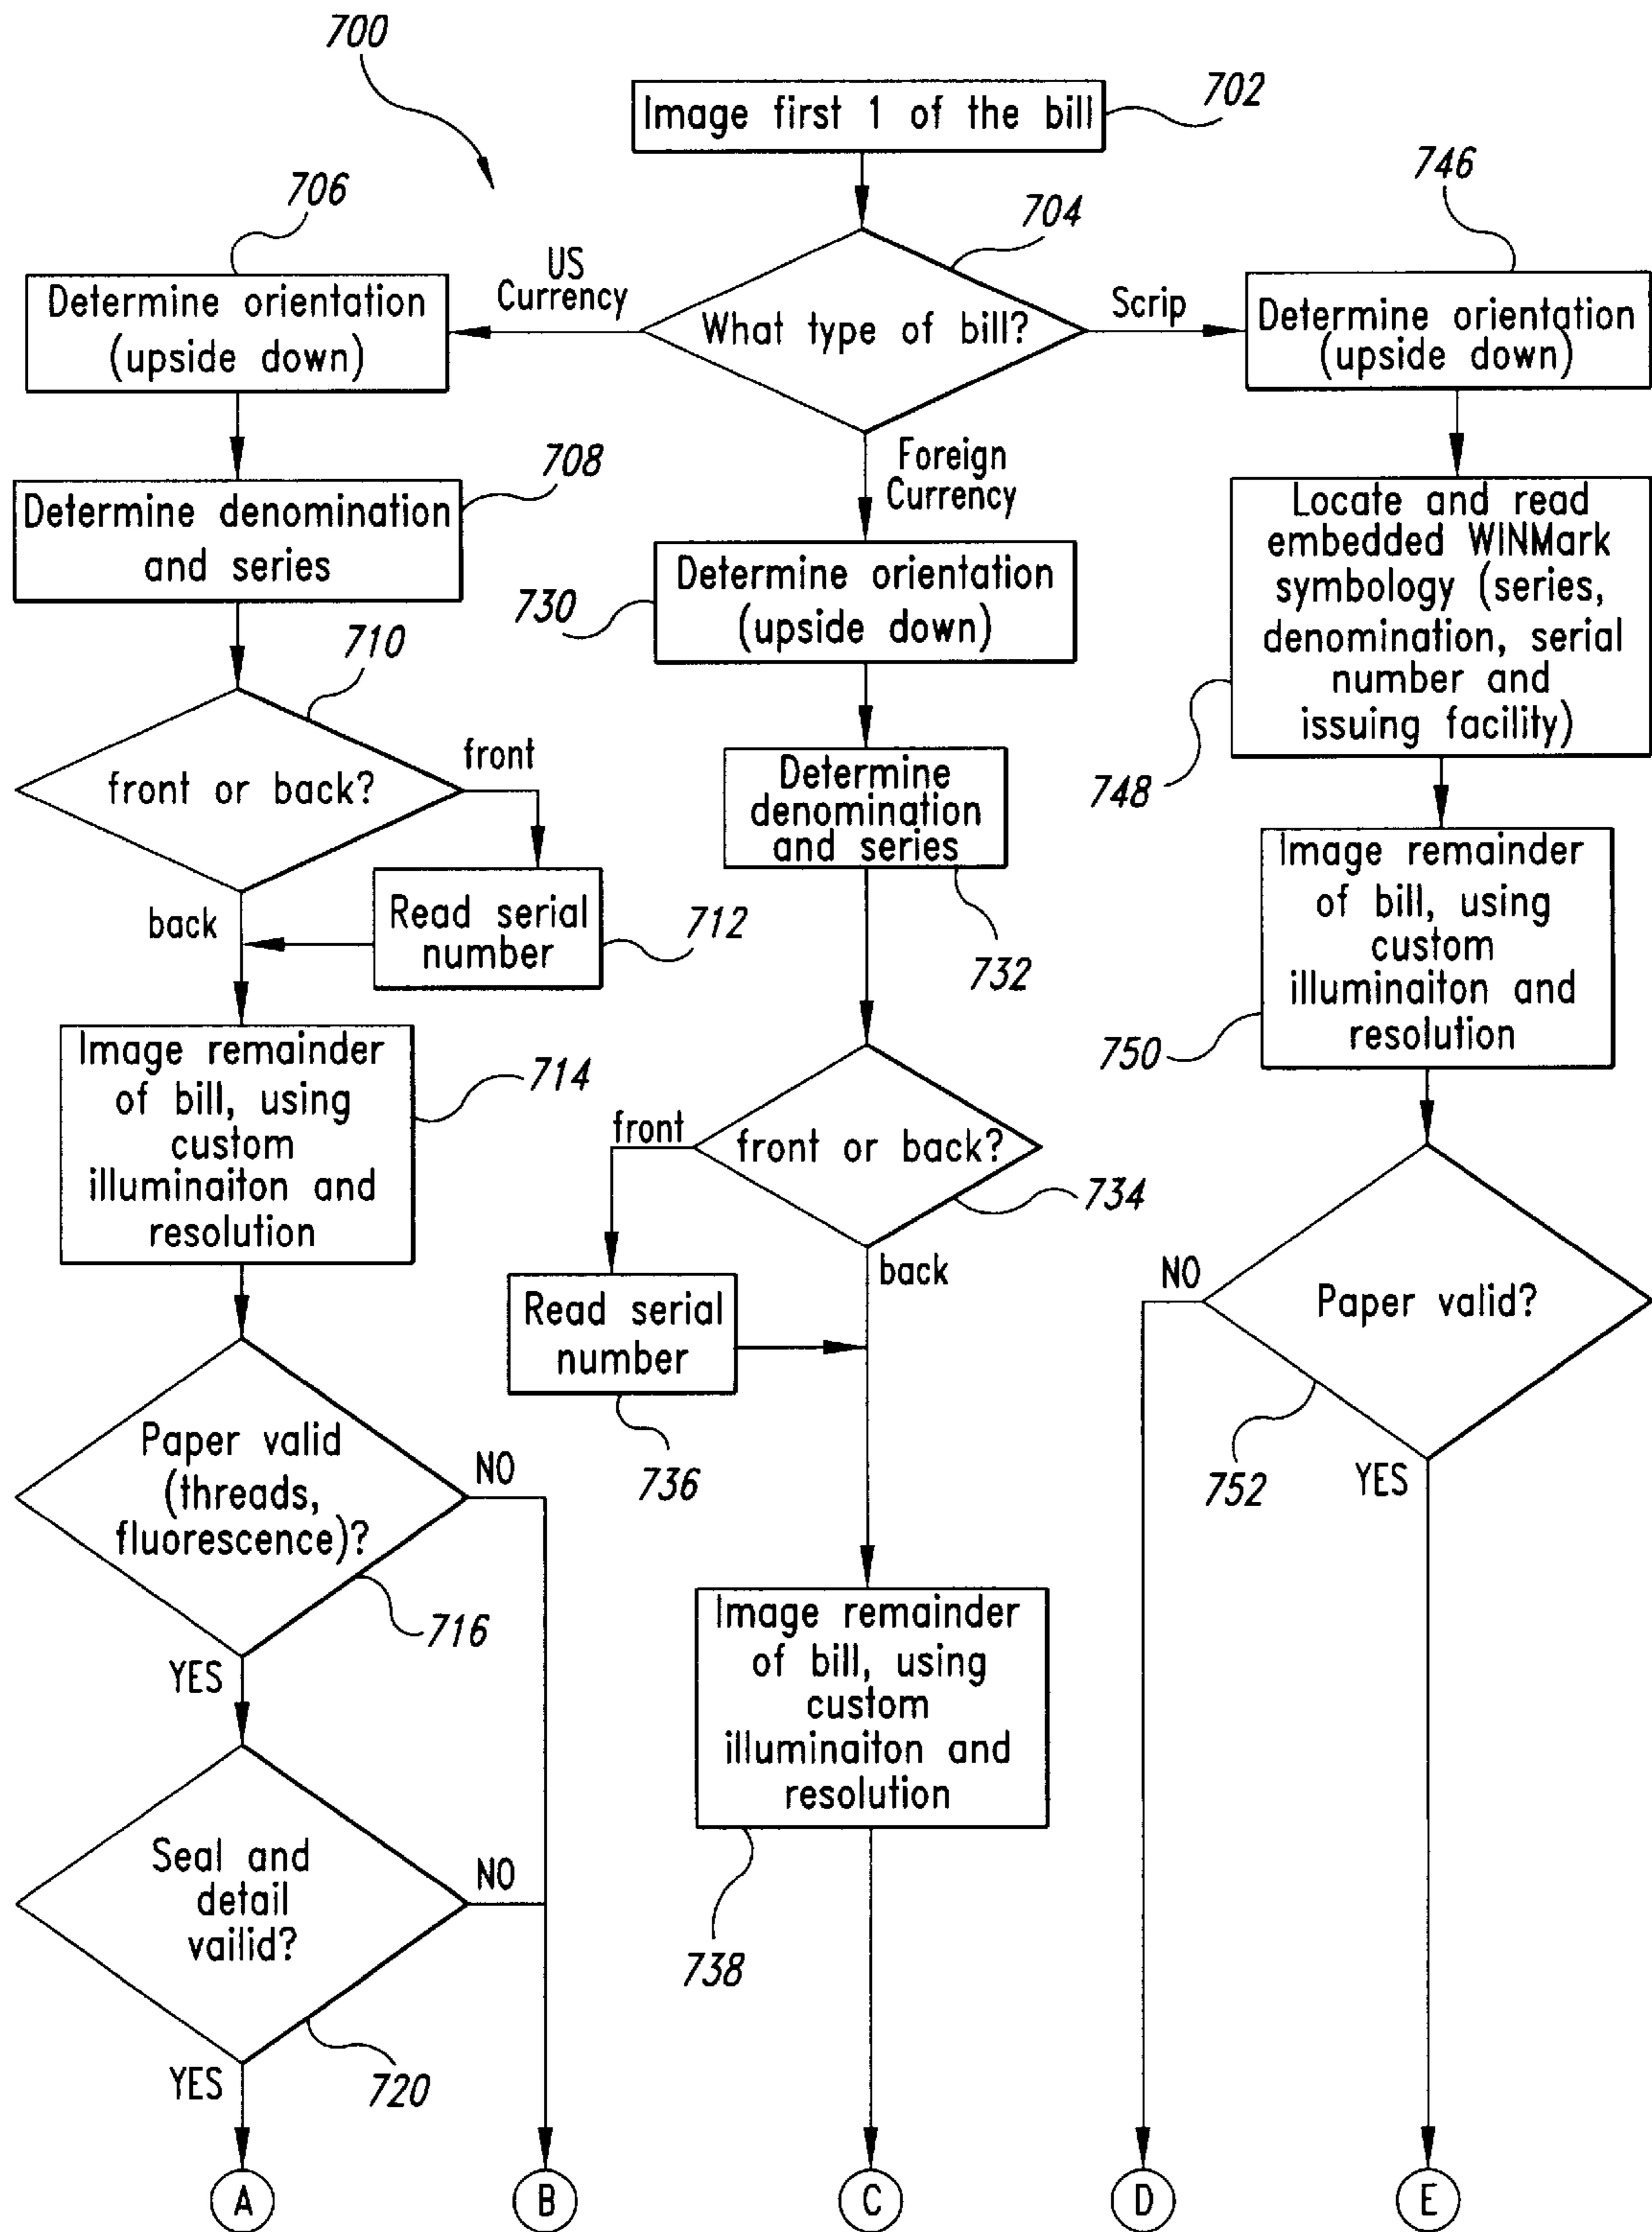 700
Image first 1 of the bill
702
704
What type of bill?
US
Currency
Foreign
Currency
Scrip
706
Determine orientation
(upside down)
708
Determine denomination
and series
710
front or back?
front
back
Read serial
number
712
Image remainder
of bill, using
custom
illuminaiton and
resolution
714
Paper valid
(threads,
fluorescence)?
NO
716
YES
Seal and
detail
vailid?
NO
720
YES
A
B
730
Determine orientation
(upside down)
Determine
denomination
and series
732
front or back?
front
734
back
Read serial
number
736
Image remainder
of bill, using
custom
illuminaiton and
resolution
738
C
746
Determine orientation
(upside down)
Locate and read
embedded WINMark
symbology (series,
denomination, serial
number and
issuing facility)
748
Image remainder
of bill, using
custom
illuminaiton and
resolution
750
Paper valid?
NO
752
YES
D
E